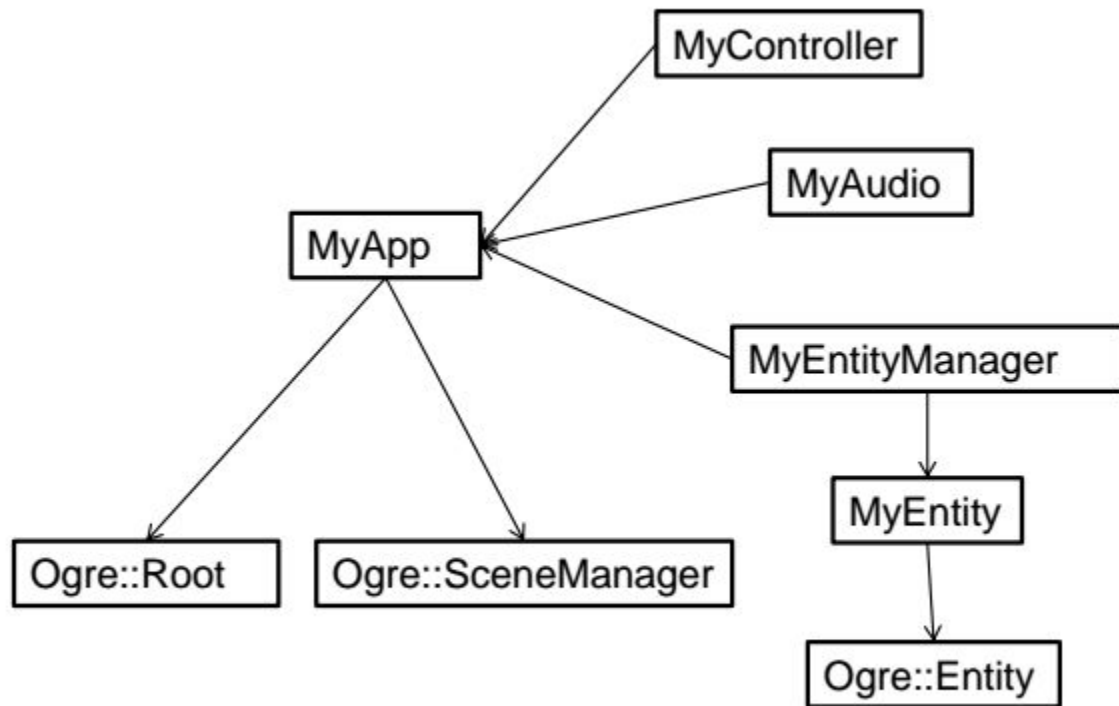 MyController
MyAudio
MyApp
MyEntityManager
MyEntity
Ogre::Root
Ogre::SceneManager
Ogre::Entity